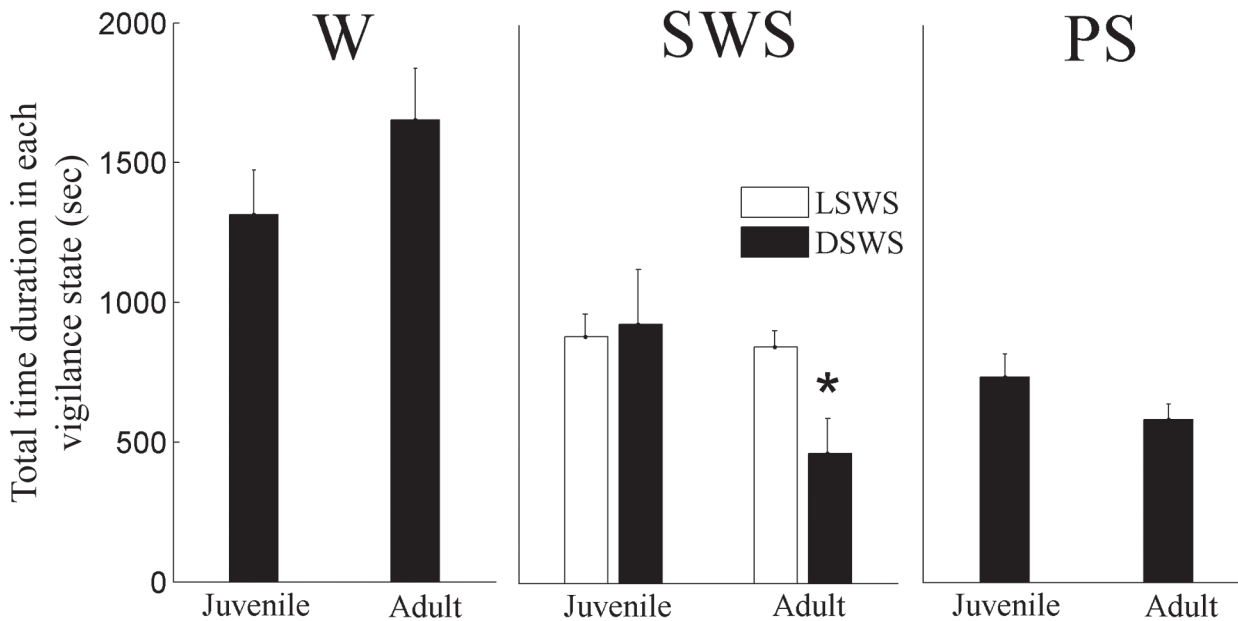 Total time duration in each
vigilance state (sec)
2000
1500
1000
500
0
W
Juvenile
Adult
SWS
LSWS
DSWS
*
Juvenile
Adult
PS
Juvenile
Adult